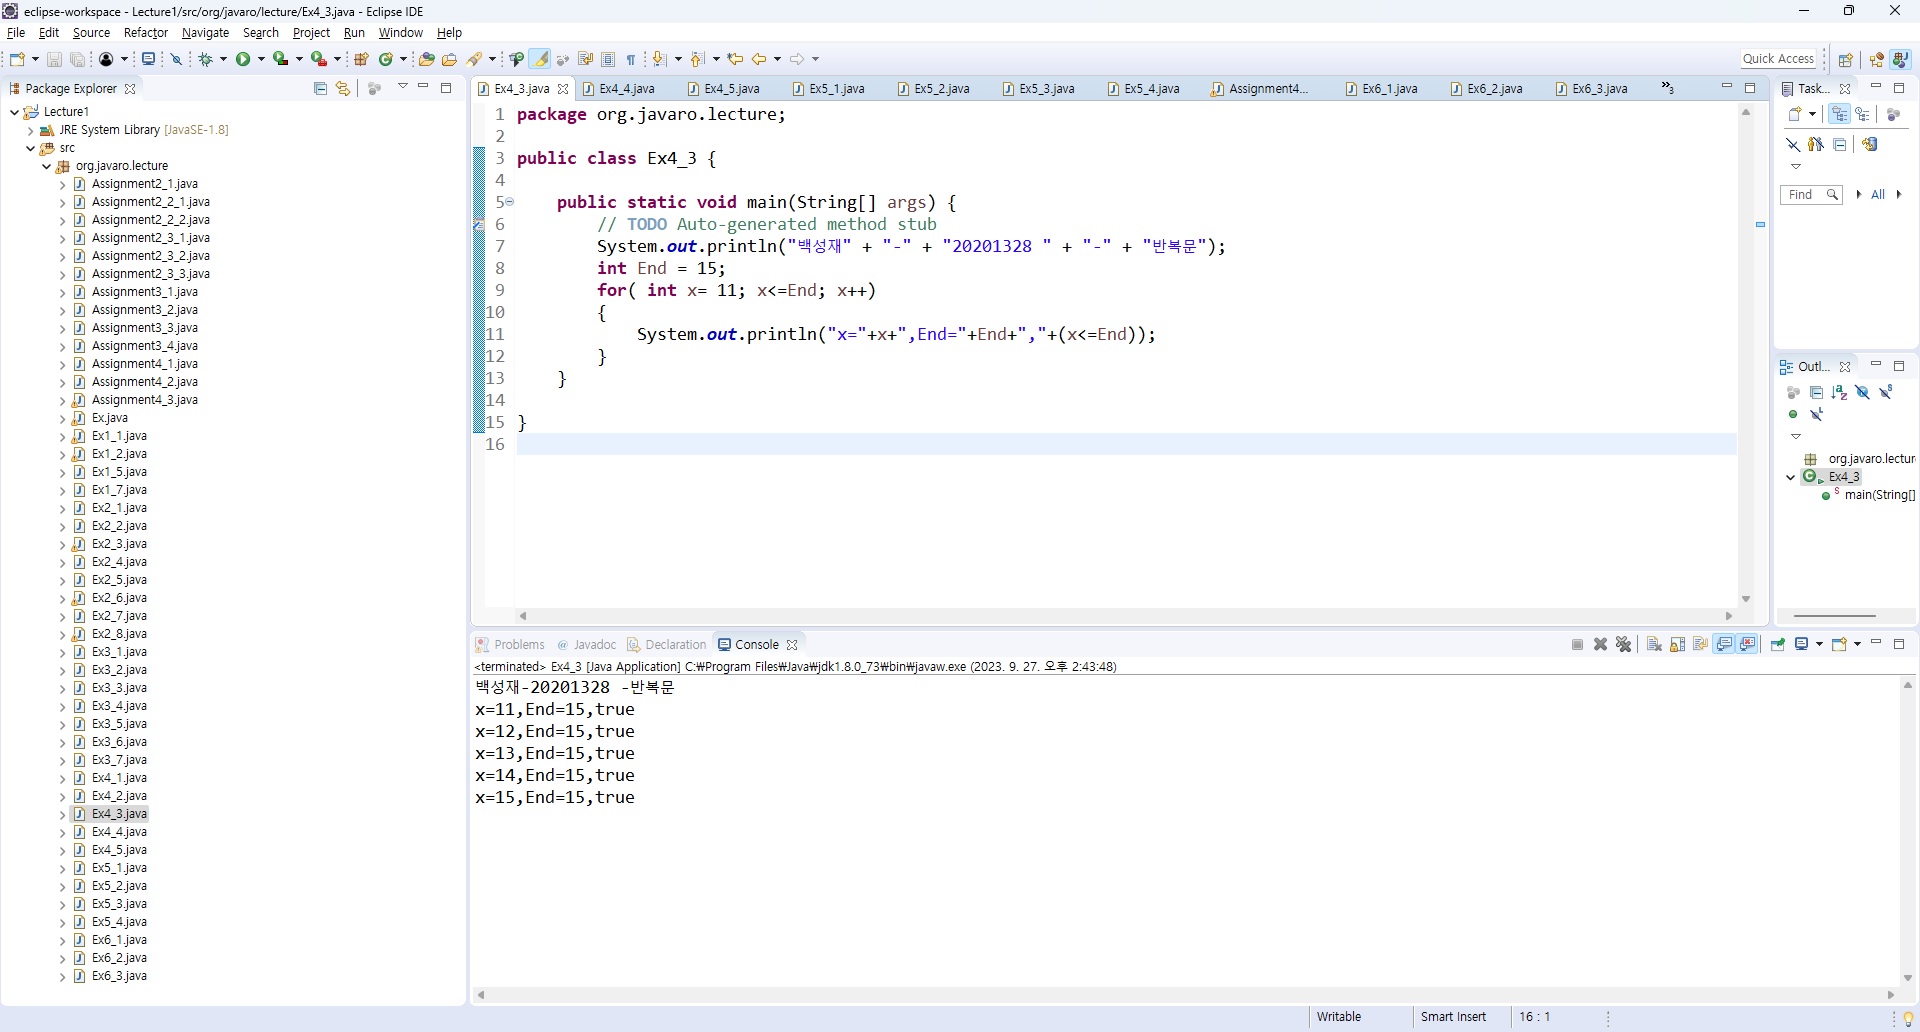 eclipse-workspace - Lecture1/src/org/javaro/lecture/Ex4_3.java - Eclipse IDE
File Edit Source Refactor Navigate Search Project Run Window Help
Quick Access
Package Explorer
Lecture1
JRE System Library [JavaSE-1.8]
src
org.javaro.lecture
Assignment2_1.java
Assignment2_2_1.java
Assignment2_2_2.java
Assignment2_3_1.java
Assignment2_3_2.java
Assignment2_3_3.java
Assignment3_1.java
Assignment3_2.java
Assignment3_3.java
Assignment3_4.java
Assignment4_1.java
Assignment4_2.java
Assignment4_3.java
Ex.java
Ex1_1.java
Ex1_2.java
Ex1_5.java
Ex1_7.java
Ex2_1.java
Ex2_2.java
Ex2_3.java
Ex2_4.java
Ex2_5.java
Ex2_6.java
Ex2_7.java
Ex2_8.java
Ex3_1.java
Ex3_2.java
Ex3_3.java
Ex3_4.java
Ex3_5.java
Ex3_6.java
Ex3_7.java
Ex4_1.java
Ex4_2.java
Ex4_3.java
Ex4_4.java
Ex4_5.java
Ex5_1.java
Ex5_2.java
Ex5_3.java
Ex5_4.java
Ex6_1.java
Ex6_2.java
Ex6_3.java
Ex4_3.java Ex4_4.java Ex4_5.java Ex5_1.java Ex5_2.java Ex5_3.java Ex5_4.java Assignment4... Ex6_1.java Ex6_2.java Ex6_3.java »3
1 package org.javaro.lecture;
2
3 public class Ex4_3 {
4
5 public static void main(String[] args) {
6 // TODO Auto-generated method stub
7 System.out.println("백성재" + "-" + "20201328 " + "-" + "반복문");
8 int End = 15;
9 for( int x= 11; x<=End; x++)
10 {
11 System.out.println("x="+x+",End="+End+","+(x<=End));
12 }
13 }
14
15 }
16
Problems @ Javadoc Declaration Console
<terminated> Ex4_3 [Java Application] C:₩Program Files₩Java₩jdk1.8.0_73₩bin₩javaw.exe (2023. 9. 27. 오후 2:43:48)
백성재-20201328 -반복문
x=11,End=15,true
x=12,End=15,true
x=13,End=15,true
x=14,End=15,true
x=15,End=15,true
Task...
Find All
Outl...
org.javaro.lectur
Ex4_3
main(String[]
Writable Smart Insert 16 : 1